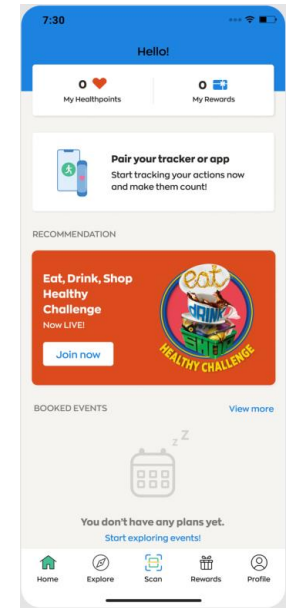 7:30
Hello!
0
My Healthpoints
0
My Rewards
Pair your tracker or app
Start tracking your actions now
and make them count!
RECOMMENDATION
Eat, Drink, Shop
Healthy
Challenge
Now LIVE!
Join now
eat
DRINK
SHOP
HEALTHY CHALLENGE
BOOKED EVENTS
View more
z Z
You don't have any plans yet.
Start exploring events!
Home
Explore
Scan
Rewards
Profile